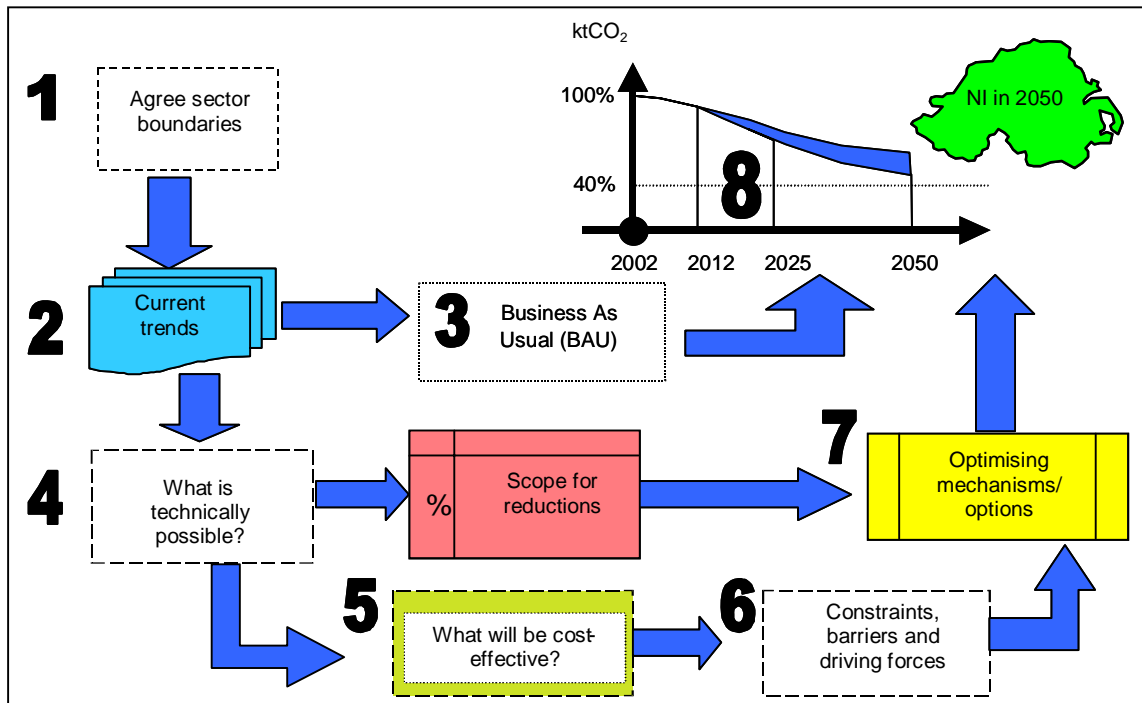 1
Agree sector
boundaries
ktCO₂
100%
40%
8
2002
2012
2025
2050
NI in 2050
2
Current
trends
3
Business As
Usual (BAU)
4
What is
technically
possible?
%
Scope for
reductions
7
Optimising
mechanisms/
options
5
What will be cost-
effective?
6
Constraints,
barriers and
driving forces